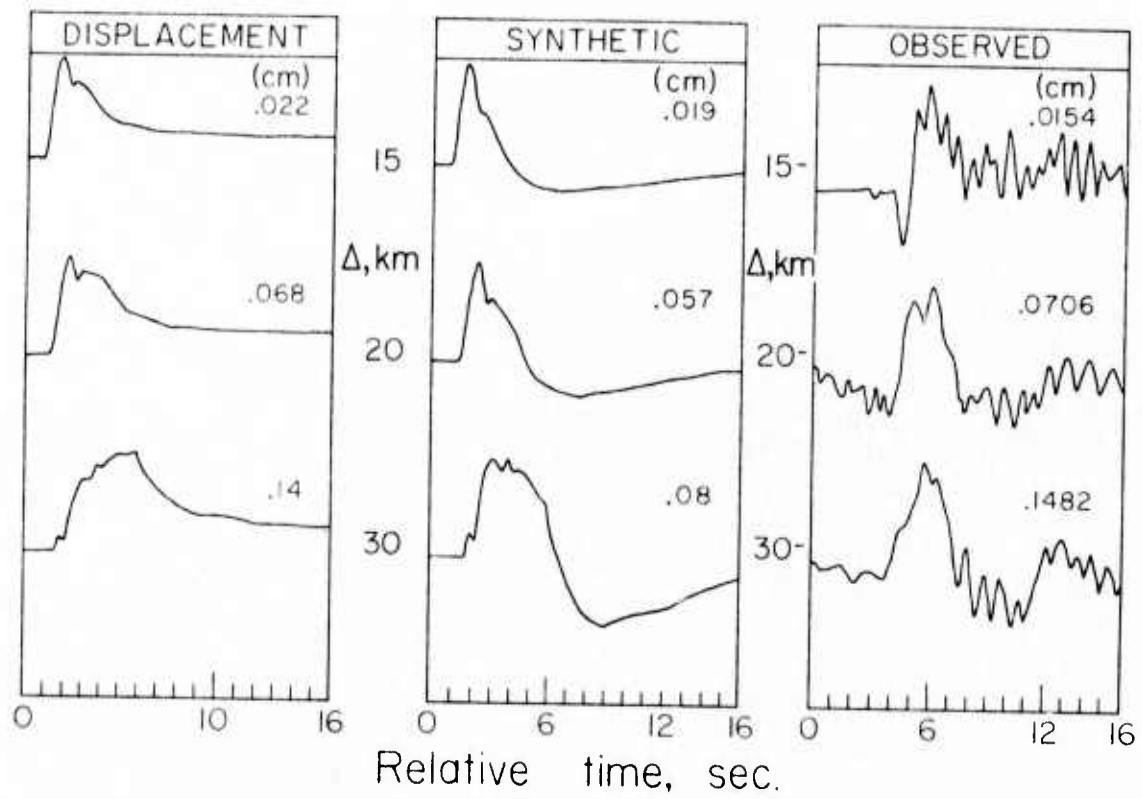 DISPLACEMENT
(cm)
.022
.068
.14
0 10 16
15
Δ,km
20
30
SYNTHETIC
(cm)
.019
.057
.08
0 6 12 16
15-
Δ,km
20-
30-
OBSERVED
(cm)
.0154
.0706
.1482
0 6 12 16
Relative time, sec.